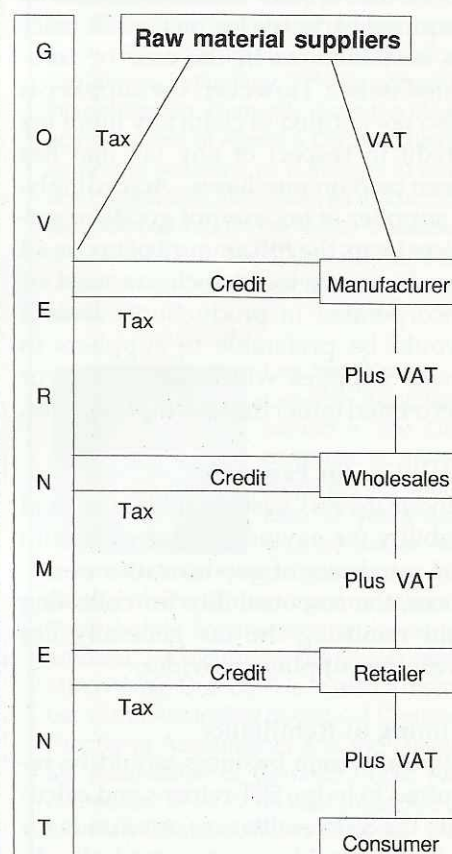 Raw material suppliers
GOVERNMENT
Tax
VAT
Credit
Manufacturer
Tax
Plus VAT
Credit
Wholesales
Tax
Plus VAT
Credit
Retailer
Tax
Plus VAT
Consumer